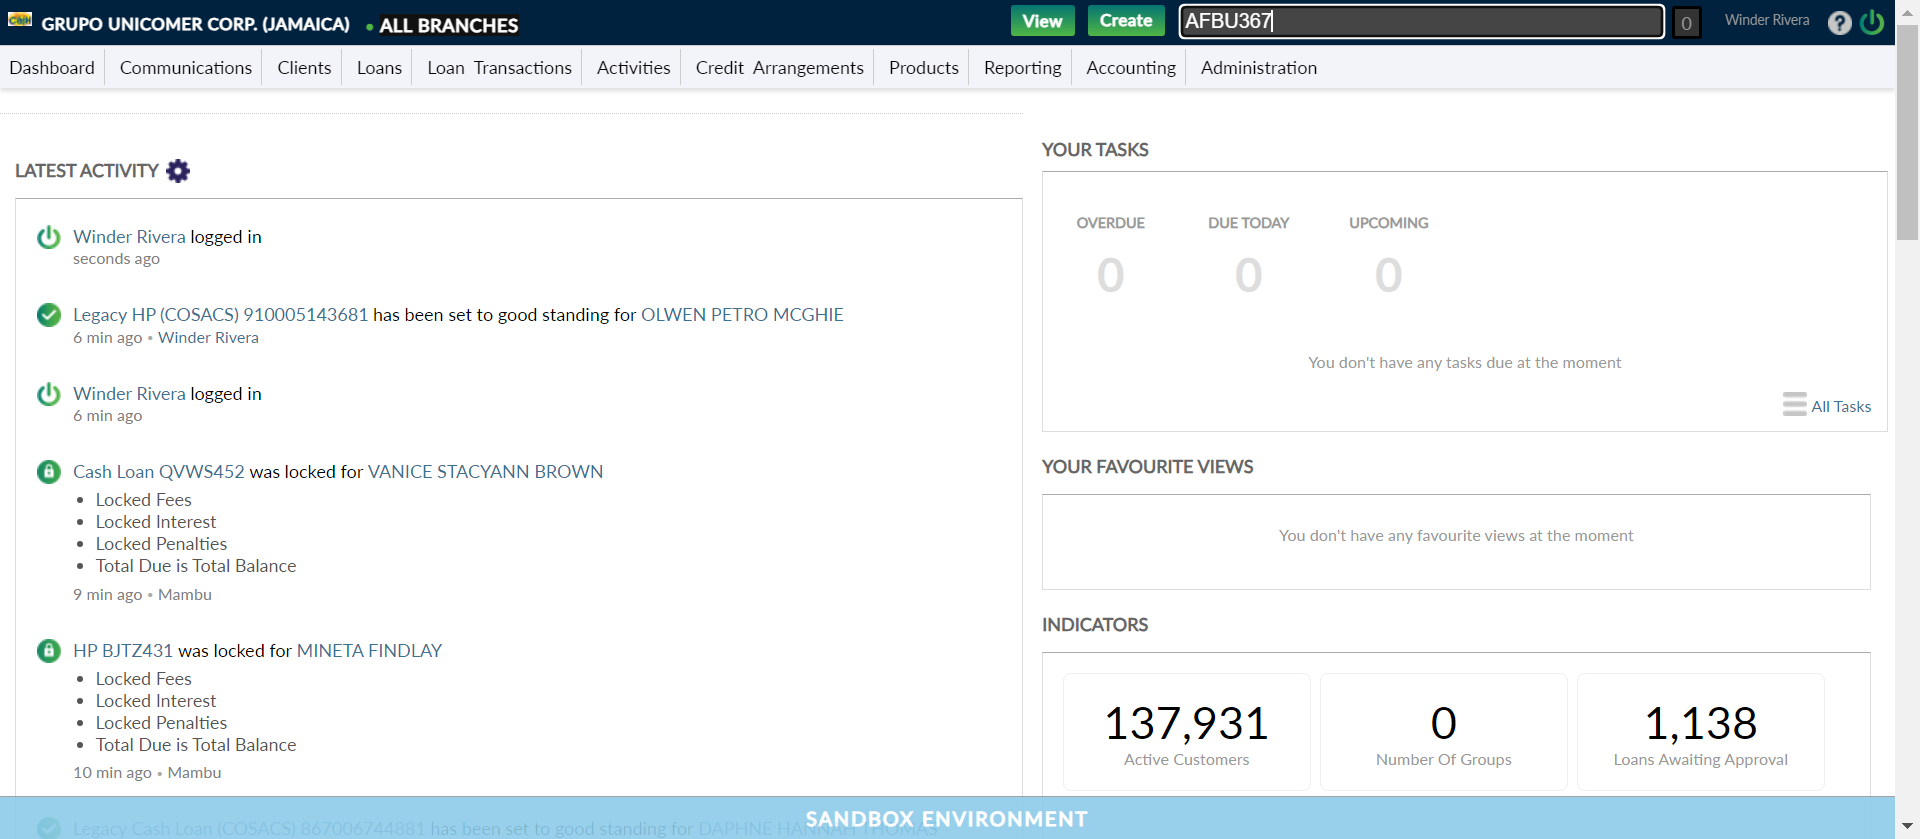 CASH
GRUPO UNICOMER CORP. (JAMAICA) • ALL BRANCHES
View
Create
AFBU367
0
Winder Rivera
?
Dashboard
Communications
Clients
Loans
Loan Transactions
Activities
Credit Arrangements
Products
Reporting
Accounting
Administration
LATEST ACTIVITY
Winder Rivera logged in
seconds ago
Legacy HP (COSACS) 910005143681 has been set to good standing for OLWEN PETRO MCGHIE
6 min ago • Winder Rivera
Winder Rivera logged in
6 min ago
Cash Loan QVWS452 was locked for VANICE STACYANN BROWN
• Locked Fees
• Locked Interest
• Locked Penalties
• Total Due is Total Balance
9 min ago • Mambu
HP BJTZ431 was locked for MINETA FINDLAY
• Locked Fees
• Locked Interest
• Locked Penalties
• Total Due is Total Balance
10 min ago • Mambu
Legacy Cash Loan (COSACS) 867006744881 has been set to good standing for DAPHNE HANNAH THOMAS
YOUR TASKS
OVERDUE
DUE TODAY
UPCOMING
0
0
0
You don't have any tasks due at the moment
All Tasks
YOUR FAVOURITE VIEWS
You don't have any favourite views at the moment
INDICATORS
137,931
Active Customers
0
Number Of Groups
1,138
Loans Awaiting Approval
SANDBOX ENVIRONMENT